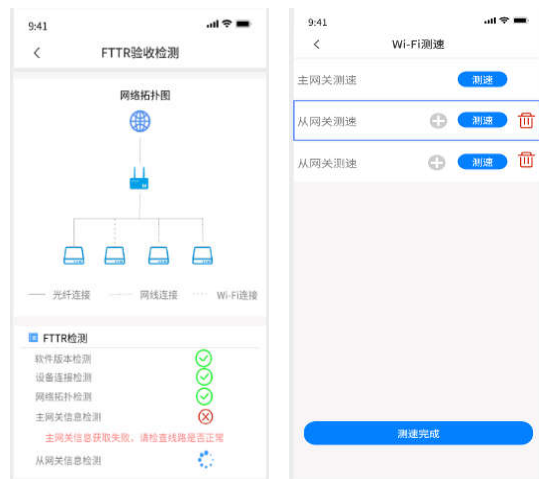 9:41
FTTR验收检测
网络拓扑图
光纤连接
网线连接
Wi-Fi连接
FTTR检测
软件版本检测
设备连接检测
网络拓扑检测
主网关信息检测
主网关信息获取失败，请检查线路是否正常
从网关信息检测
9:41
Wi-Fi测速
主网关测速
测速
从网关测速
测速
从网关测速
测速
测速完成